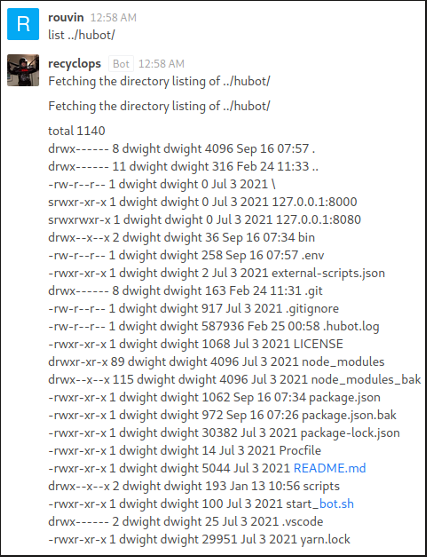 R
rouvin 12:58 AM
list ../hubot/
recyclops Bot 12:58 AM
Fetching the directory listing of ../hubot/
Fetching the directory listing of ../hubot/
total 1140
drwx------ 8 dwight dwight 4096 Sep 16 07:57 .
drwx------ 11 dwight dwight 316 Feb 24 11:33 ..
-rw-r--r-- 1 dwight dwight 0 Jul 3 2021 \
srwxr-xr-x 1 dwight dwight 0 Jul 3 2021 127.0.0.1:8000
srwxrwxr-x 1 dwight dwight 0 Jul 3 2021 127.0.0.1:8080
drwx--x--x 2 dwight dwight 36 Sep 16 07:34 bin
-rw-r--r-- 1 dwight dwight 258 Sep 16 07:57 .env
-rwxr-xr-x 1 dwight dwight 2 Jul 3 2021 external-scripts.json
drwx------ 8 dwight dwight 163 Feb 24 11:31 .git
-rw-r--r-- 1 dwight dwight 917 Jul 3 2021 .gitignore
-rw-r--r-- 1 dwight dwight 587936 Feb 25 00:58 .hubot.log
-rwxr-xr-x 1 dwight dwight 1068 Jul 3 2021 LICENSE
drwxr-xr-x 89 dwight dwight 4096 Jul 3 2021 node_modules
drwx--x--x 115 dwight dwight 4096 Jul 3 2021 node_modules_bak
-rwxr-xr-x 1 dwight dwight 1062 Sep 16 07:34 package.json
-rwxr-xr-x 1 dwight dwight 972 Sep 16 07:26 package.json.bak
-rwxr-xr-x 1 dwight dwight 30382 Jul 3 2021 package-lock.json
-rwxr-xr-x 1 dwight dwight 14 Jul 3 2021 Procfile
-rwxr-xr-x 1 dwight dwight 5044 Jul 3 2021 README.md
drwx--x--x 2 dwight dwight 193 Jan 13 10:56 scripts
-rwxr-xr-x 1 dwight dwight 100 Jul 3 2021 start_bot.sh
drwx------ 2 dwight dwight 25 Jul 3 2021 .vscode
-rwxr-xr-x 1 dwight dwight 29951 Jul 3 2021 yarn.lock